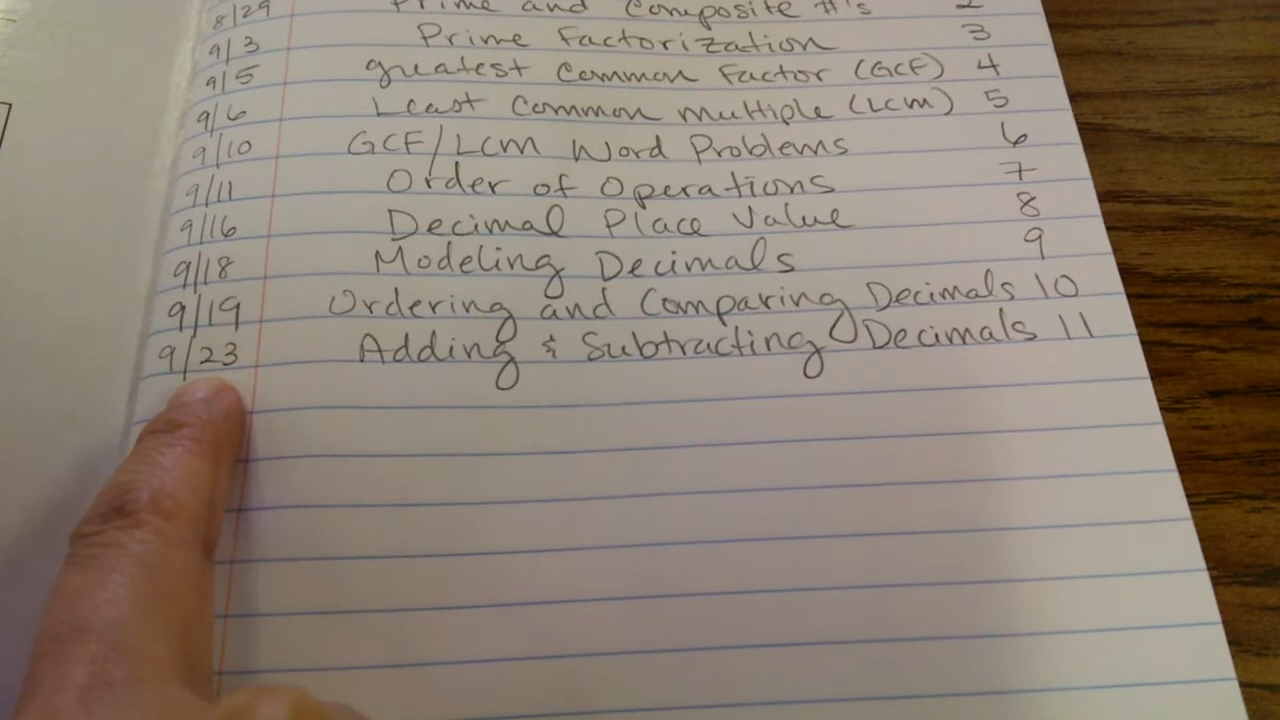 8/29 Prime and Composite #'s 2
9/3 Prime Factorization 3
9/5 greatest Common Factor (GCF) 4
9/6 Least Common multiple (LCM) 5
9/10 GCF/LCM Word Problems 6
9/11 Order of Operations 7
9/16 Decimal Place Value 8
9/18 Modeling Decimals 9
9/19 Ordering and Comparing Decimals 10
9/23 Adding & Subtracting Decimals 11